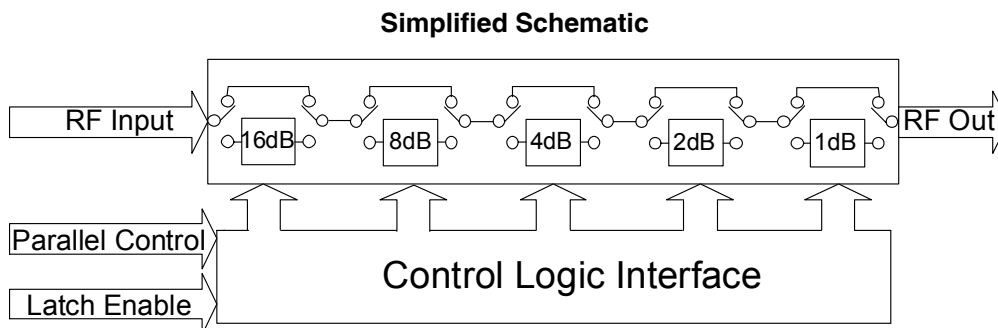 Simplified Schematic
RF Input
16dB
8dB
4dB
2dB
1dB
RF Out
Parallel Control
Control Logic Interface
Latch Enable